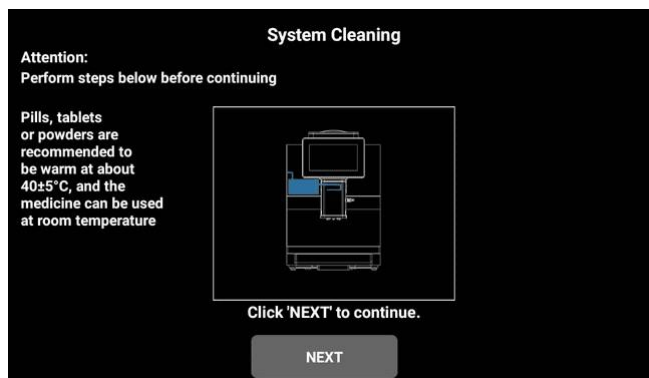 System Cleaning
Attention:
Perform steps below before continuing
Pills, tablets
or powders are
recommended to
be warm at about
40±5°C, and the
medicine can be used
at room temperature
Click 'NEXT' to continue.
NEXT